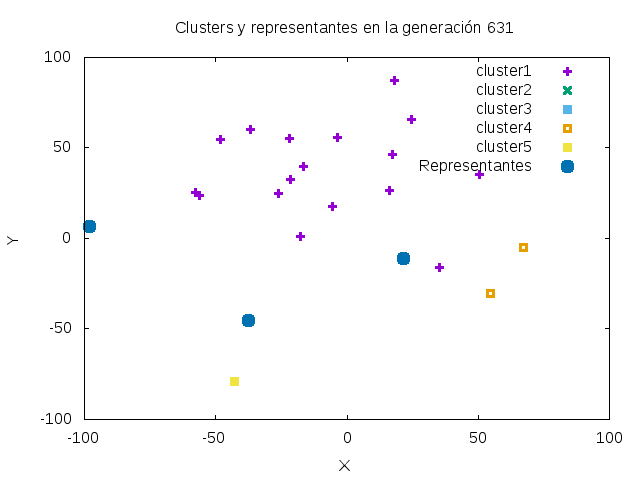 Clusters y representantes en la generación 631
100
50
0
-50
-100
-100
-50
0
50
100
Y
X
cluster1
cluster2
cluster3
cluster4
cluster5
Representantes